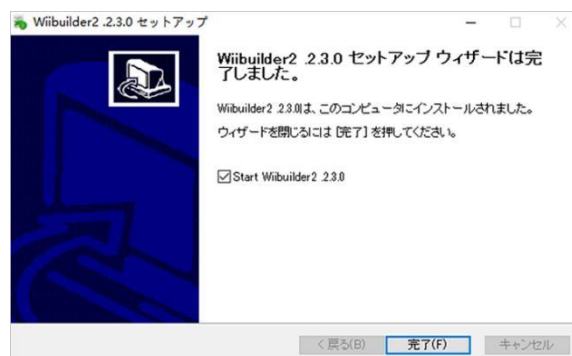 Wiibuilder2 .2.3.0 セットアップ
Wiibuilder2 .2.3.0 セットアップ ウィザードは完
了しました。
Wiibuilder2 .2.3.0は、このコンピュータにインストールされました。
ウィザードを閉じるには [完了] を押してください。
Start Wiibuilder2 .2.3.0
< 戻る(B)
完了(F)
キャンセル